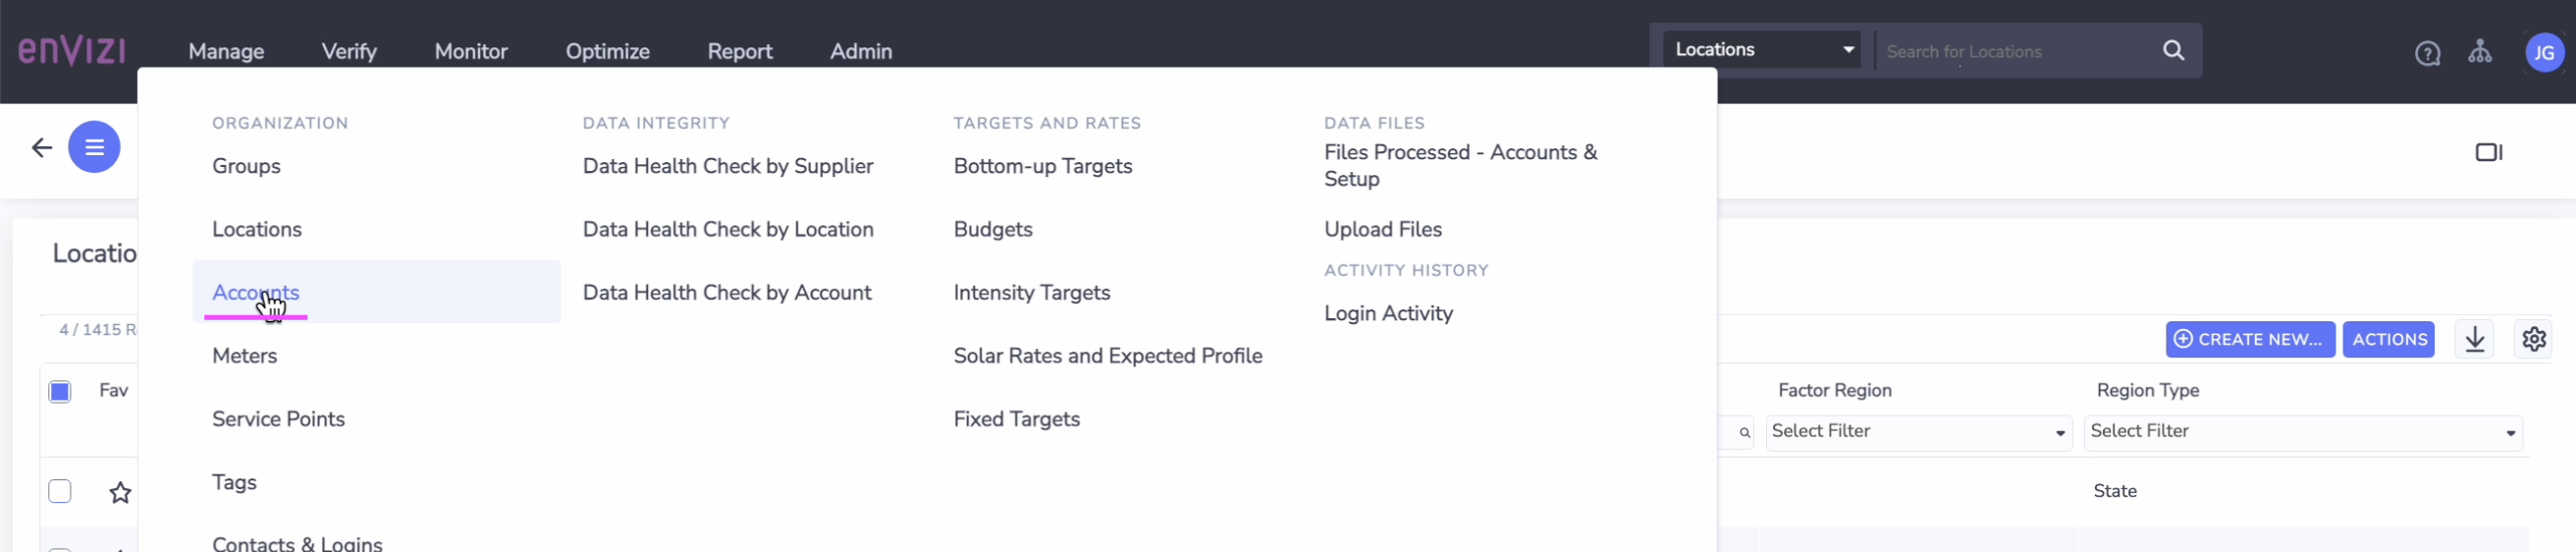 enVIZI
Manage Verify Monitor Optimize Report Admin
Locations
Search for Locations
JG
ORGANIZATION
Groups
Locations
Accounts
Meters
Service Points
Tags
Contacts & Logins
DATA INTEGRITY
Data Health Check by Supplier
Data Health Check by Location
Data Health Check by Account
TARGETS AND RATES
Bottom-up Targets
Budgets
Intensity Targets
Solar Rates and Expected Profile
Fixed Targets
DATA FILES
Files Processed - Accounts &
Setup
Upload Files
ACTIVITY HISTORY
Login Activity
Locatio
4 / 1415 R
CREATE NEW... ACTIONS
Fav
Factor Region Region Type
Select Filter Select Filter
State